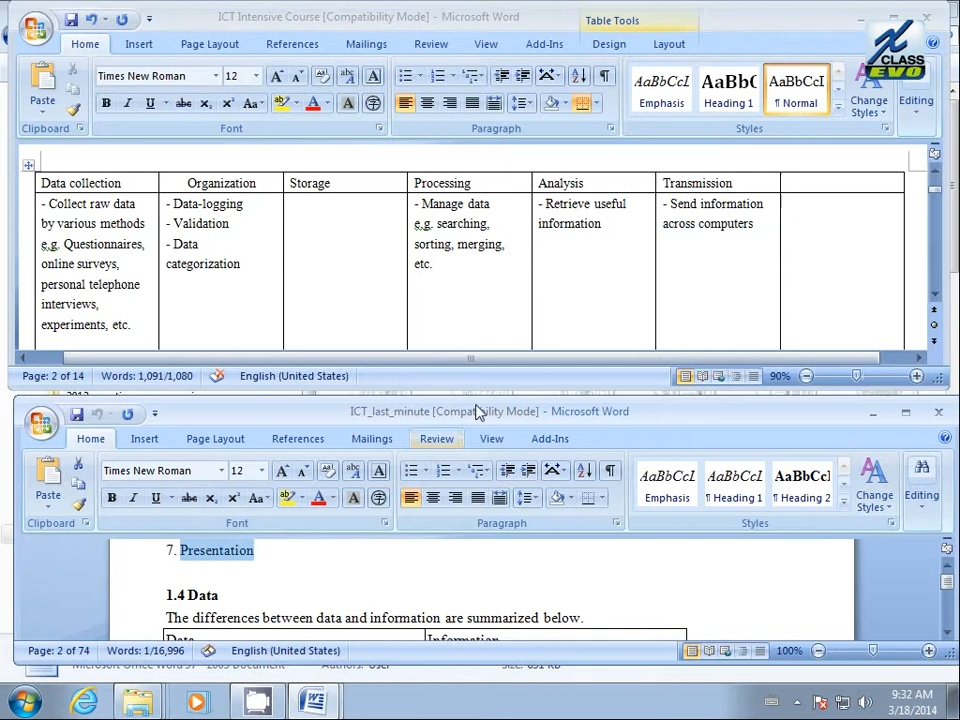 ICT Intensive Course [Compatibility Mode] - Microsoft Word
Table Tools
X CLASS EVO
Home Insert Page Layout References Mailings Review View Add-Ins Design Layout
Times New Roman 12
AaBbCcI AaBbC AaBbCcI
Paste Emphasis Heading 1 ¶ Normal Change Styles Editing
Clipboard Font Paragraph Styles
Data collection Organization Storage Processing Analysis Transmission
- Collect raw data - Data-logging - Manage data - Retrieve useful - Send information
by various methods - Validation e.g. searching, information across computers
e,g. Questionnaires, - Data sorting, merging,
online surveys, categorization etc.
personal telephone
interviews,
experiments, etc.
Page: 2 of 14 Words: 1,091/1,080 English (United States) 90%
ICT_last_minute [Compatibility Mode] - Microsoft Word
Home Insert Page Layout References Mailings Review View Add-Ins
Times New Roman 12
AaBbCcI AaBbCcI AaBbCcI
Paste Emphasis ¶ Heading 1 ¶ Heading 2 Change Styles Editing
Clipboard Font Paragraph Styles
7. Presentation
1.4 Data
The differences between data and information are summarized below.
Data Information
Page: 2 of 74 Words: 1/16,996 English (United States) 100%
9:32 AM
3/18/2014